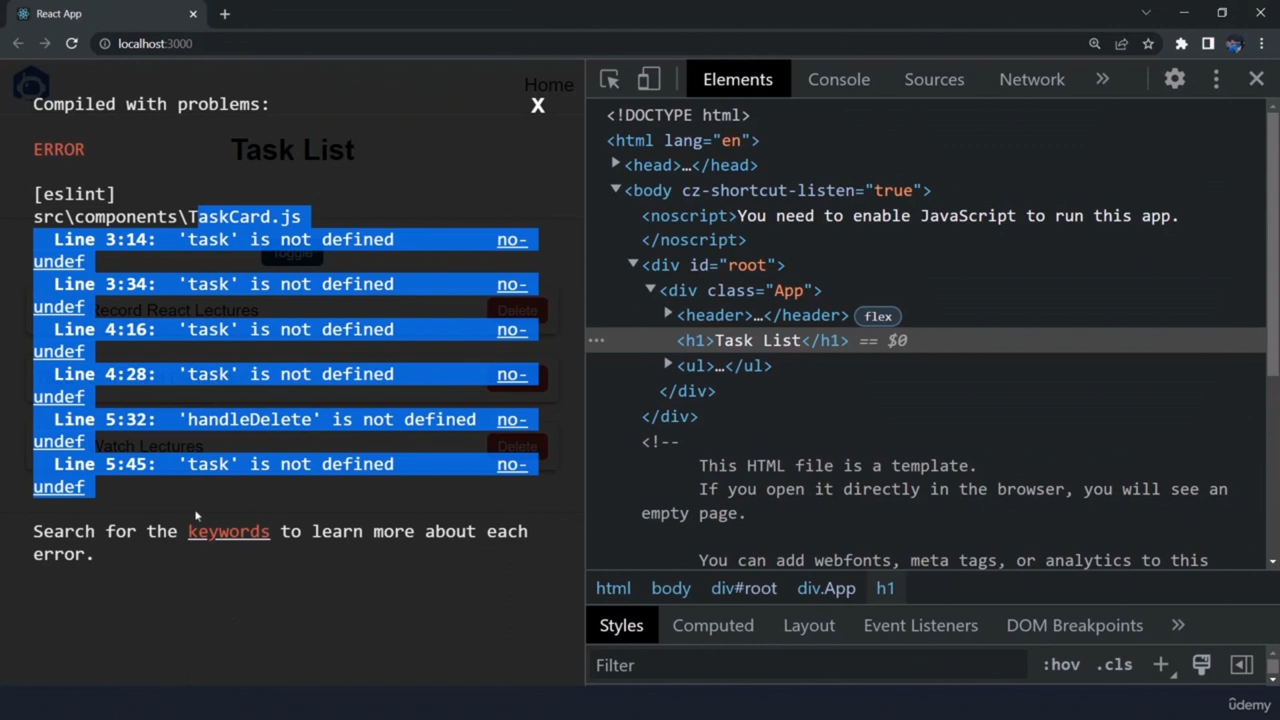 React App
localhost:3000
Home
Compiled with problems:
X
ERROR
Task List
[eslint]
src\components\TaskCard.js
Line 3:14: 'task' is not defined no-
undef
Toggle
Line 3:34: 'task' is not defined no-
undef
Record React Lectures Delete
Line 4:16: 'task' is not defined no-
undef
Line 4:28: 'task' is not defined no-
undef
Line 5:32: 'handleDelete' is not defined no-
undef
Watch Lectures Delete
Line 5:45: 'task' is not defined no-
undef
Search for the keywords to learn more about each
error.
Elements Console Sources Network
<!DOCTYPE html>
<html lang="en">
<head>…</head>
<body cz-shortcut-listen="true">
<noscript>You need to enable JavaScript to run this app.
</noscript>
<div id="root">
<div class="App">
<header>…</header> flex
<h1>Task List</h1> == $0
<ul>…</ul>
</div>
</div>
<!--
This HTML file is a template.
If you open it directly in the browser, you will see an
empty page.
You can add webfonts, meta tags, or analytics to this
html body div#root div.App h1
Styles Computed Layout Event Listeners DOM Breakpoints
Filter :hov .cls
ûdemy